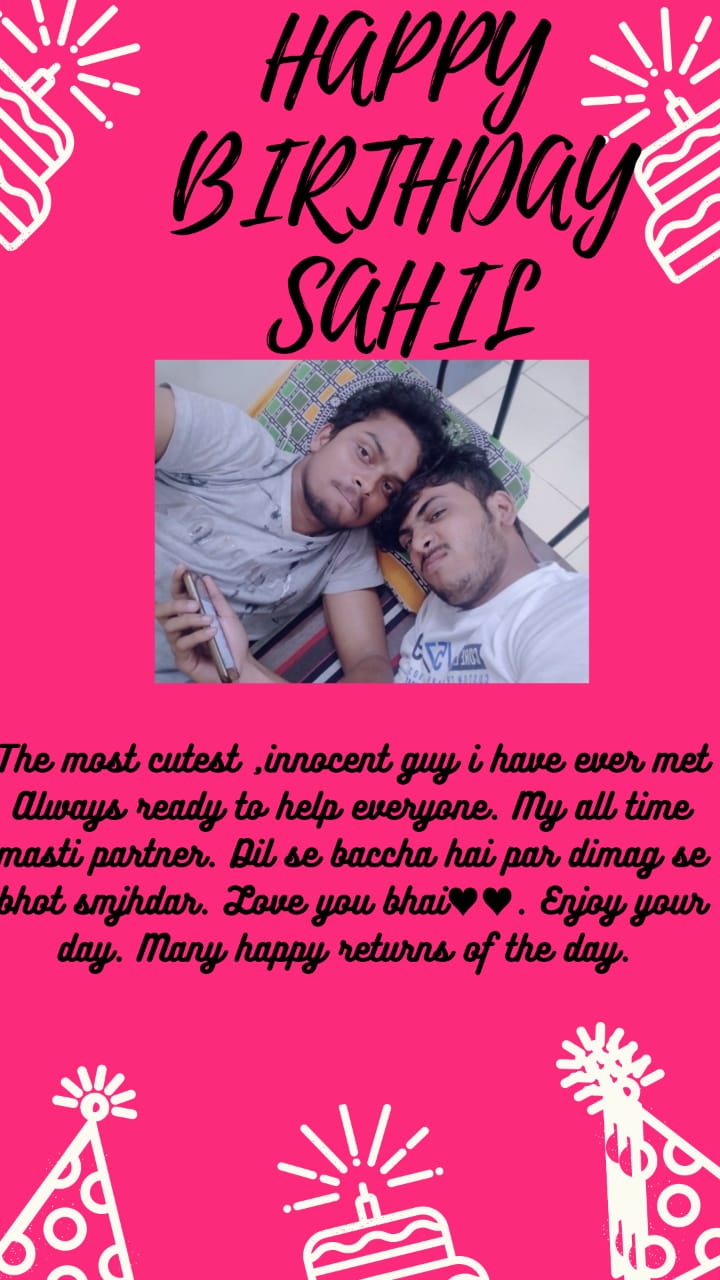 HAPPY
BIRTHDAY
SAHIL
The most cutest ,innocent guy i have ever met
Always ready to help everyone. My all time
masti partner. Dil se baccha hai par dimag se
bhot smjhdar. Love you bhai♥♥. Enjoy your
day. Many happy returns of the day.